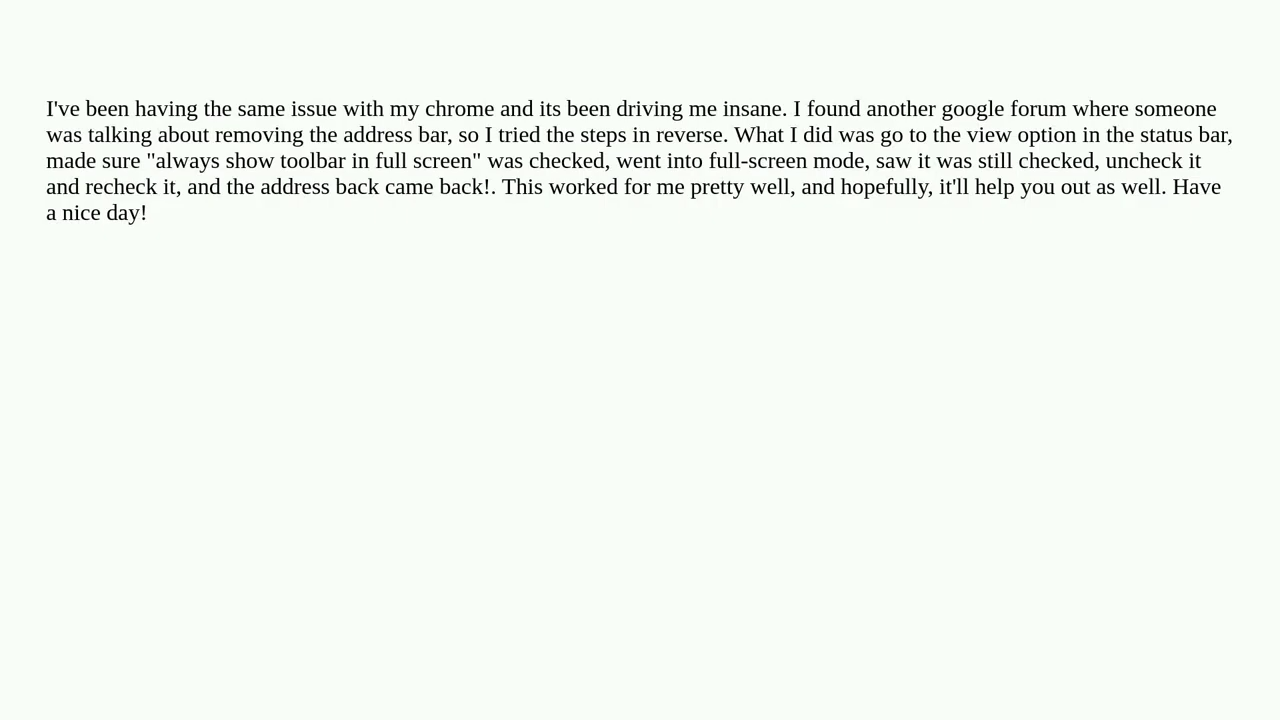 I've been having the same issue with my chrome and its been driving me insane. I found another google forum where someone
was talking about removing the address bar, so I tried the steps in reverse. What I did was go to the view option in the status bar,
made sure "always show toolbar in full screen" was checked, went into full-screen mode, saw it was still checked, uncheck it
and recheck it, and the address back came back!. This worked for me pretty well, and hopefully, it'll help you out as well. Have
a nice day!